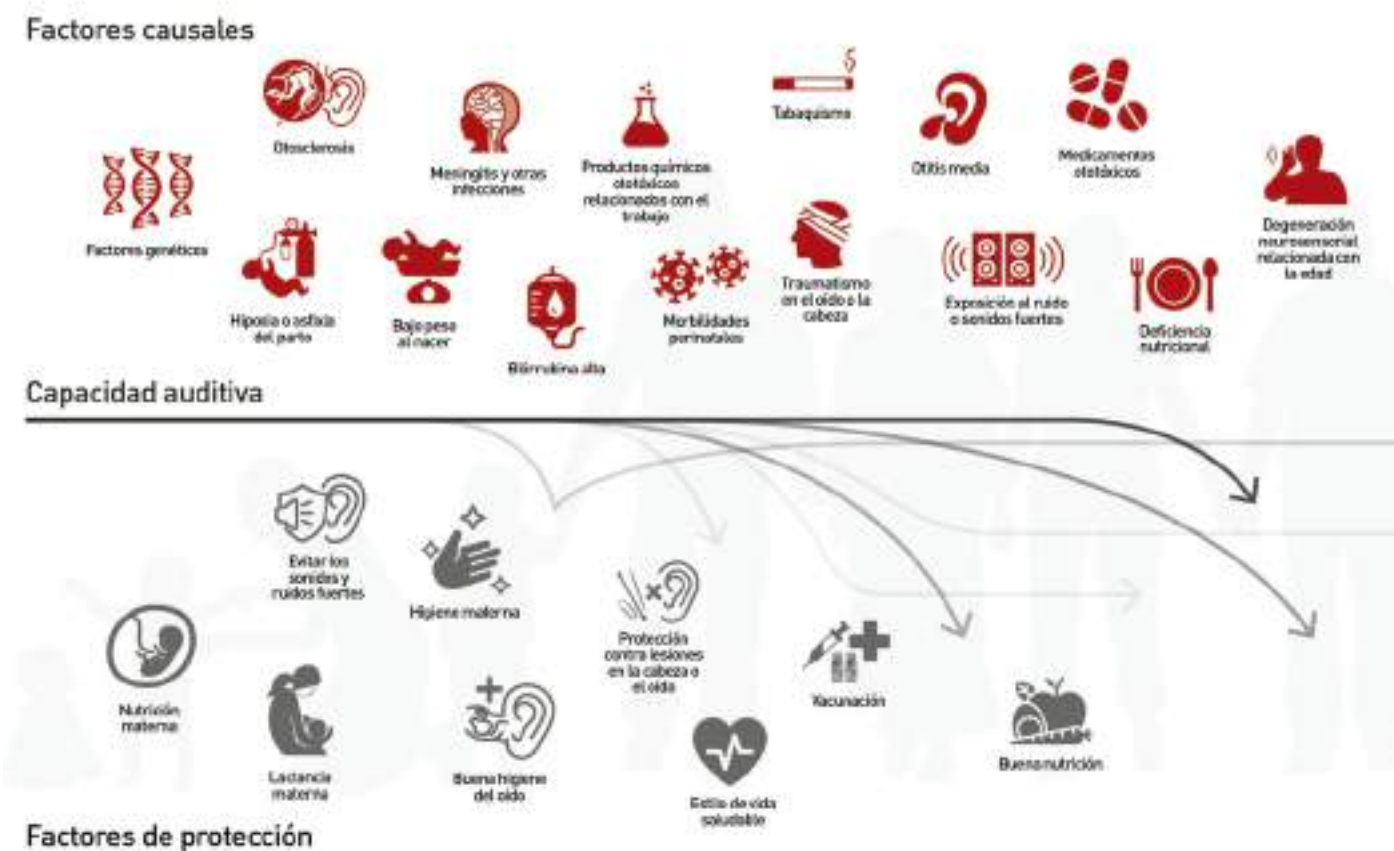 Factores causales
Factores genéticos
Otosclerosis
Hipoxia o asfixia
del parto
Meningitis y otras
infecciones
Bajo peso
al nacer
Bilirrubina alta
Productos químicos
ototóxicos
relacionados con el
trabajo
Morbilidades
perinatales
Tabaquismo
Traumatismo
en el oído o la
cabeza
Otitis media
Exposición al ruido
o sonidos fuertes
Medicamentos
ototóxicos
Deficiencia
nutricional
Degeneración
neurosensorial
relacionada con
la edad
Capacidad auditiva
Nutrición
materna
Evitar los
sonidos y
ruidos fuertes
Lactancia
materna
Higiene materna
Buena higiene
del oído
Protección
contra lesiones
en la cabeza o
el oído
Estilo de vida
saludable
Vacunación
Buena nutrición
Factores de protección